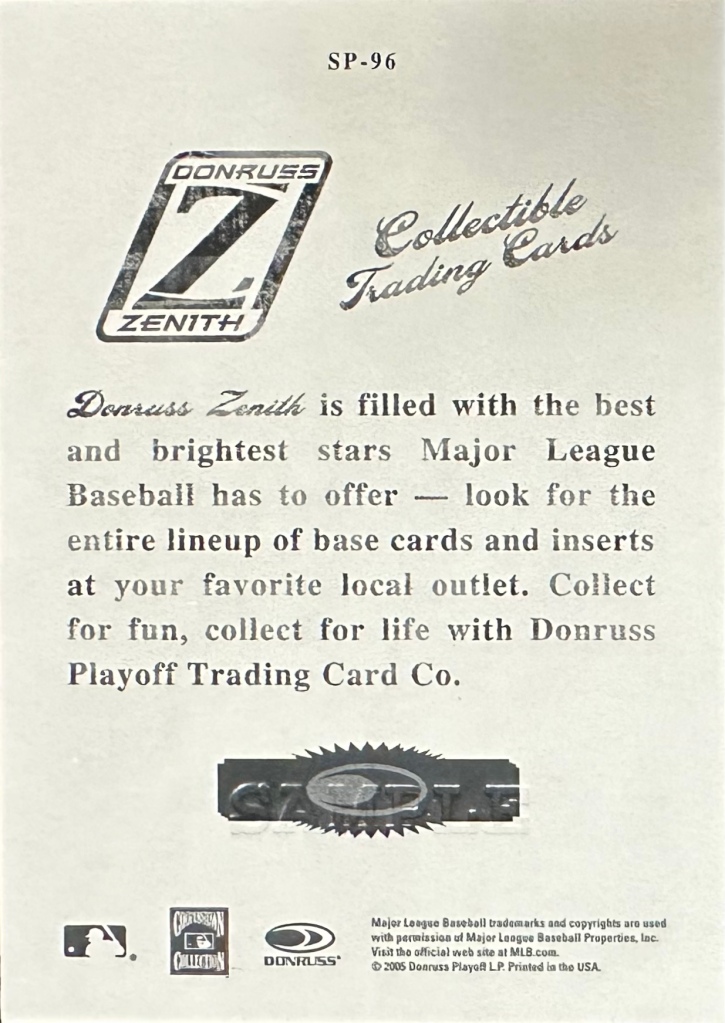 SP-96
DONRUSS
Z
ZENITH
Collectible
Trading Cards
Donruss Zenith is filled with the best
and brightest stars Major League
Baseball has to offer — look for the
entire lineup of base cards and inserts
at your favorite local outlet. Collect
for fun, collect for life with Donruss
Playoff Trading Card Co.
SAMPLE
COOPERSTOWN
COLLECTION
DONRUSS
Major League Baseball trademarks and copyrights are used
with permission of Major League Baseball Properties, Inc.
Visit the official web site at MLB.com.
© 2005 Donruss Playoff L.P. Printed in the USA.